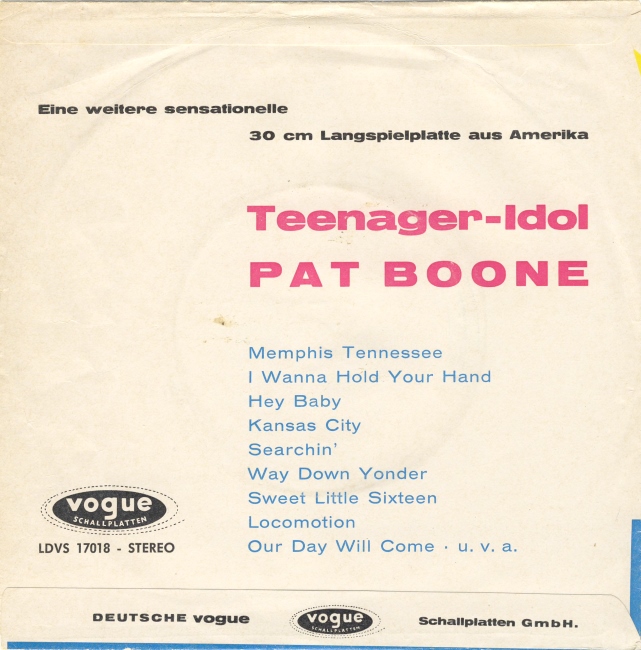 Eine weitere sensationelle
30 cm Langspielplatte aus Amerika
Teenager-Idol
PAT BOONE
Memphis Tennessee
I Wanna Hold Your Hand
Hey Baby
Kansas City
Searchin'
Way Down Yonder
Sweet Little Sixteen
Locomotion
Our Day Will Come · u. v. a.
vogue
SCHALLPLATTEN
LDVS 17018 - STEREO
DEUTSCHE vogue
vogue
SCHALLPLATTEN
Schallplatten GmbH.